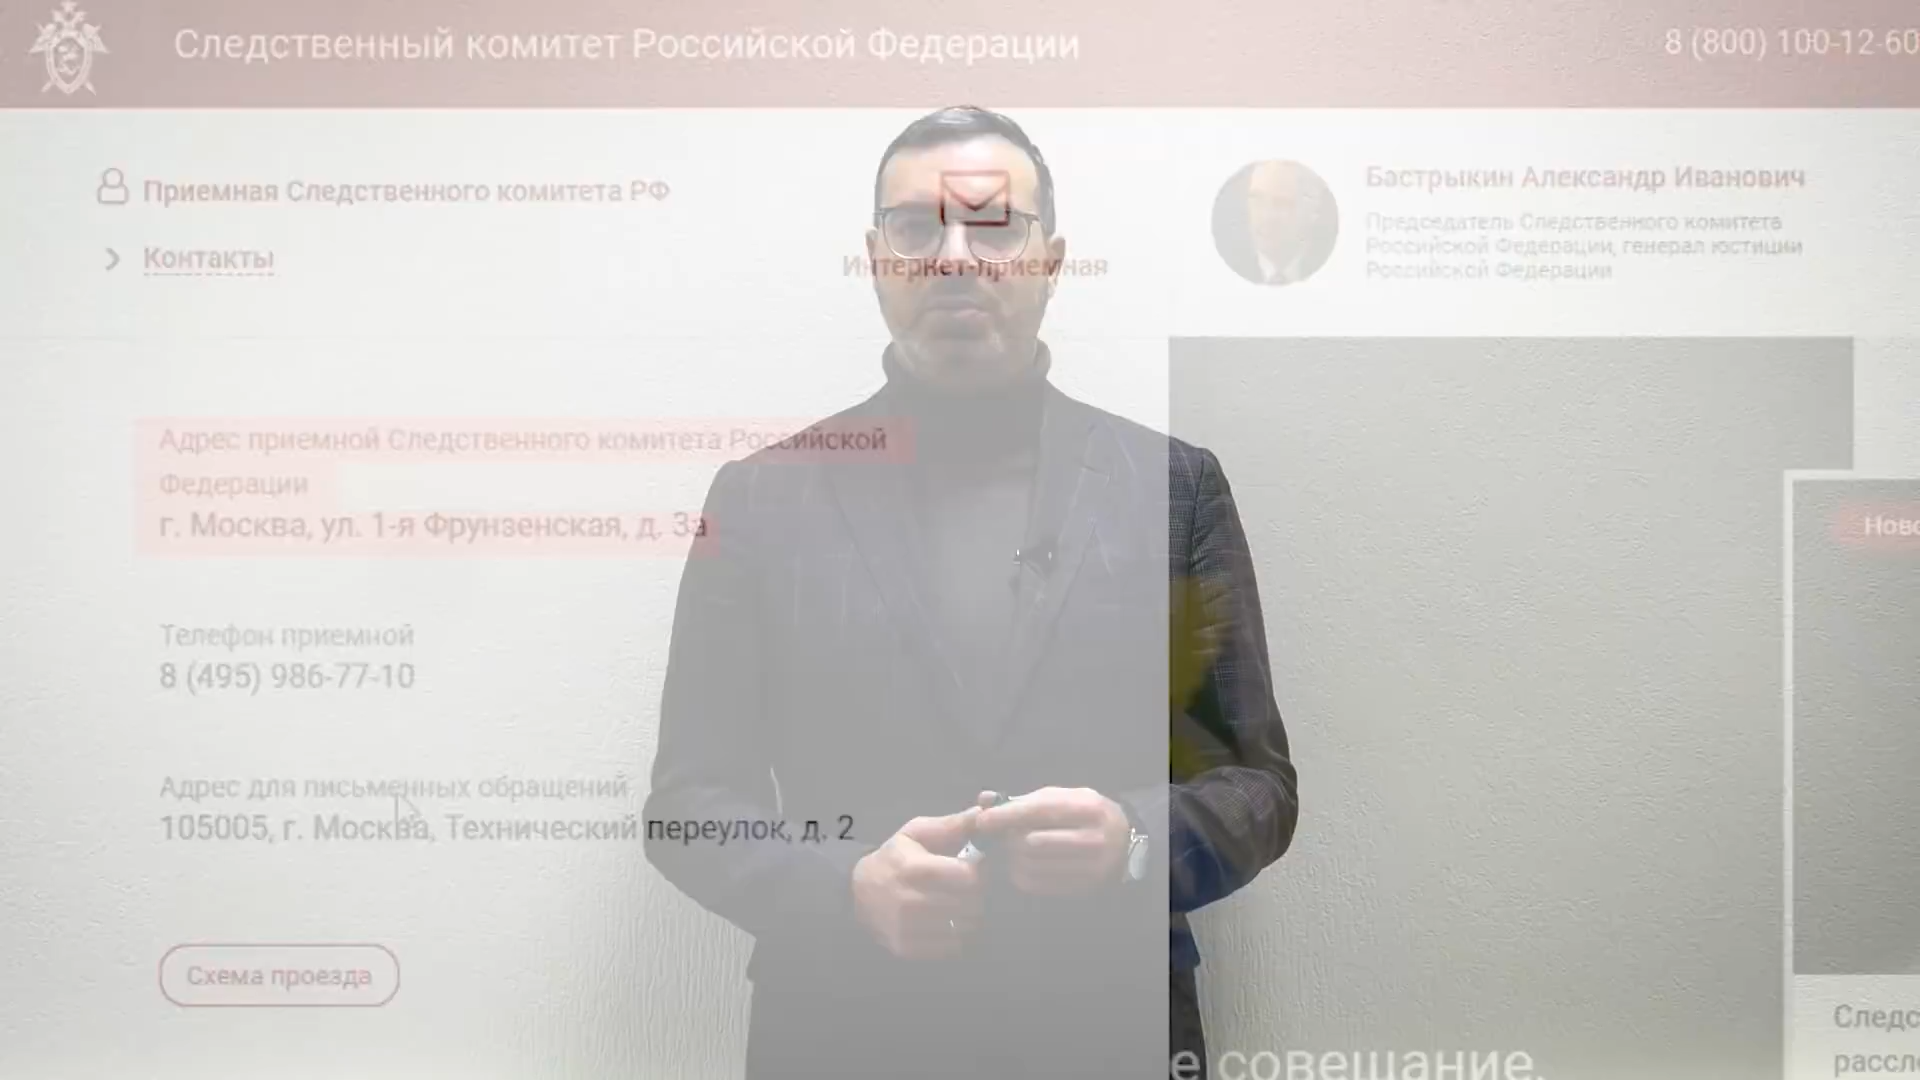 Следственный комитет Российской Федерации
8 (800) 100-12-60
Приемная Следственного комитета РФ
Контакты
Интернет-приемная
Бастрыкин Александр Иванович
Председатель Следственного комитета
Российской Федерации, генерал юстиции
Российской Федерации
Адрес приемной Следственного комитета Российской
Федерации
г. Москва, ул. 1-я Фрунзенская, д. 3а
Телефон приемной
8 (495) 986-77-10
Адрес для письменных обращений
105005, г. Москва, Технический переулок, д. 2
Схема проезда
Ново
е совещание.
Следс
рассле